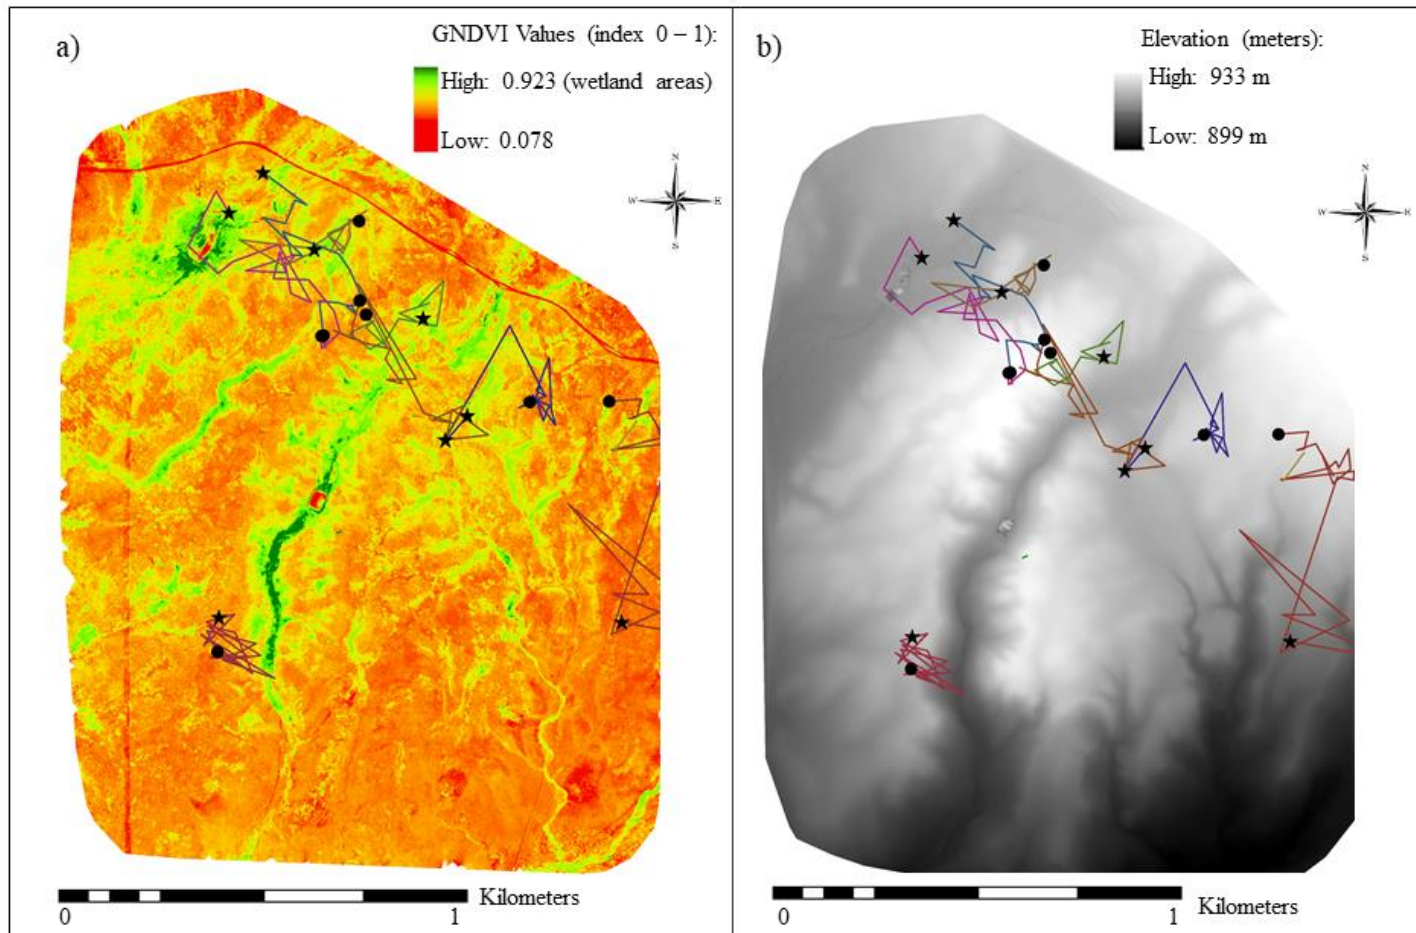 a)
GNDVI Values (index 0 – 1):
High: 0.923 (wetland areas)
Low: 0.078
N
W E
S
0 1 Kilometers
b)
Elevation (meters):
High: 933 m
Low: 899 m
N
W E
S
0 1 Kilometers